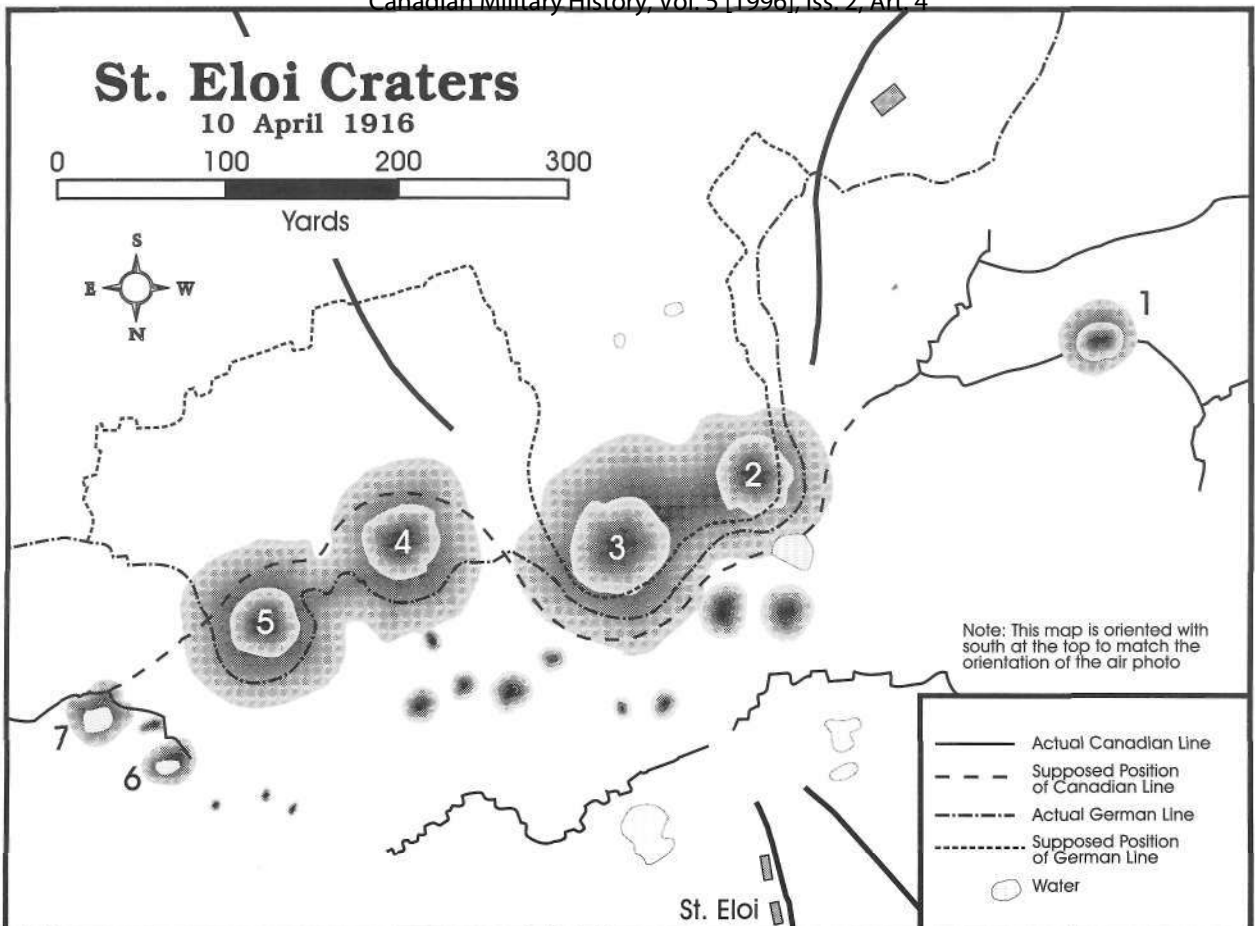 Canadian Military History, Vol. 5 [1996], Iss. 2, Art. 4
St. Eloi Craters
10 April 1916
0 100 200 300
Yards
S
E W
N
1
2
3
4
5
Note: This map is oriented with
south at the top to match the
orientation of the air photo
7
6
Actual Canadian Line
Supposed Position
of Canadian Line
Actual German Line
Supposed Position
of German Line
Water
St. Eloi